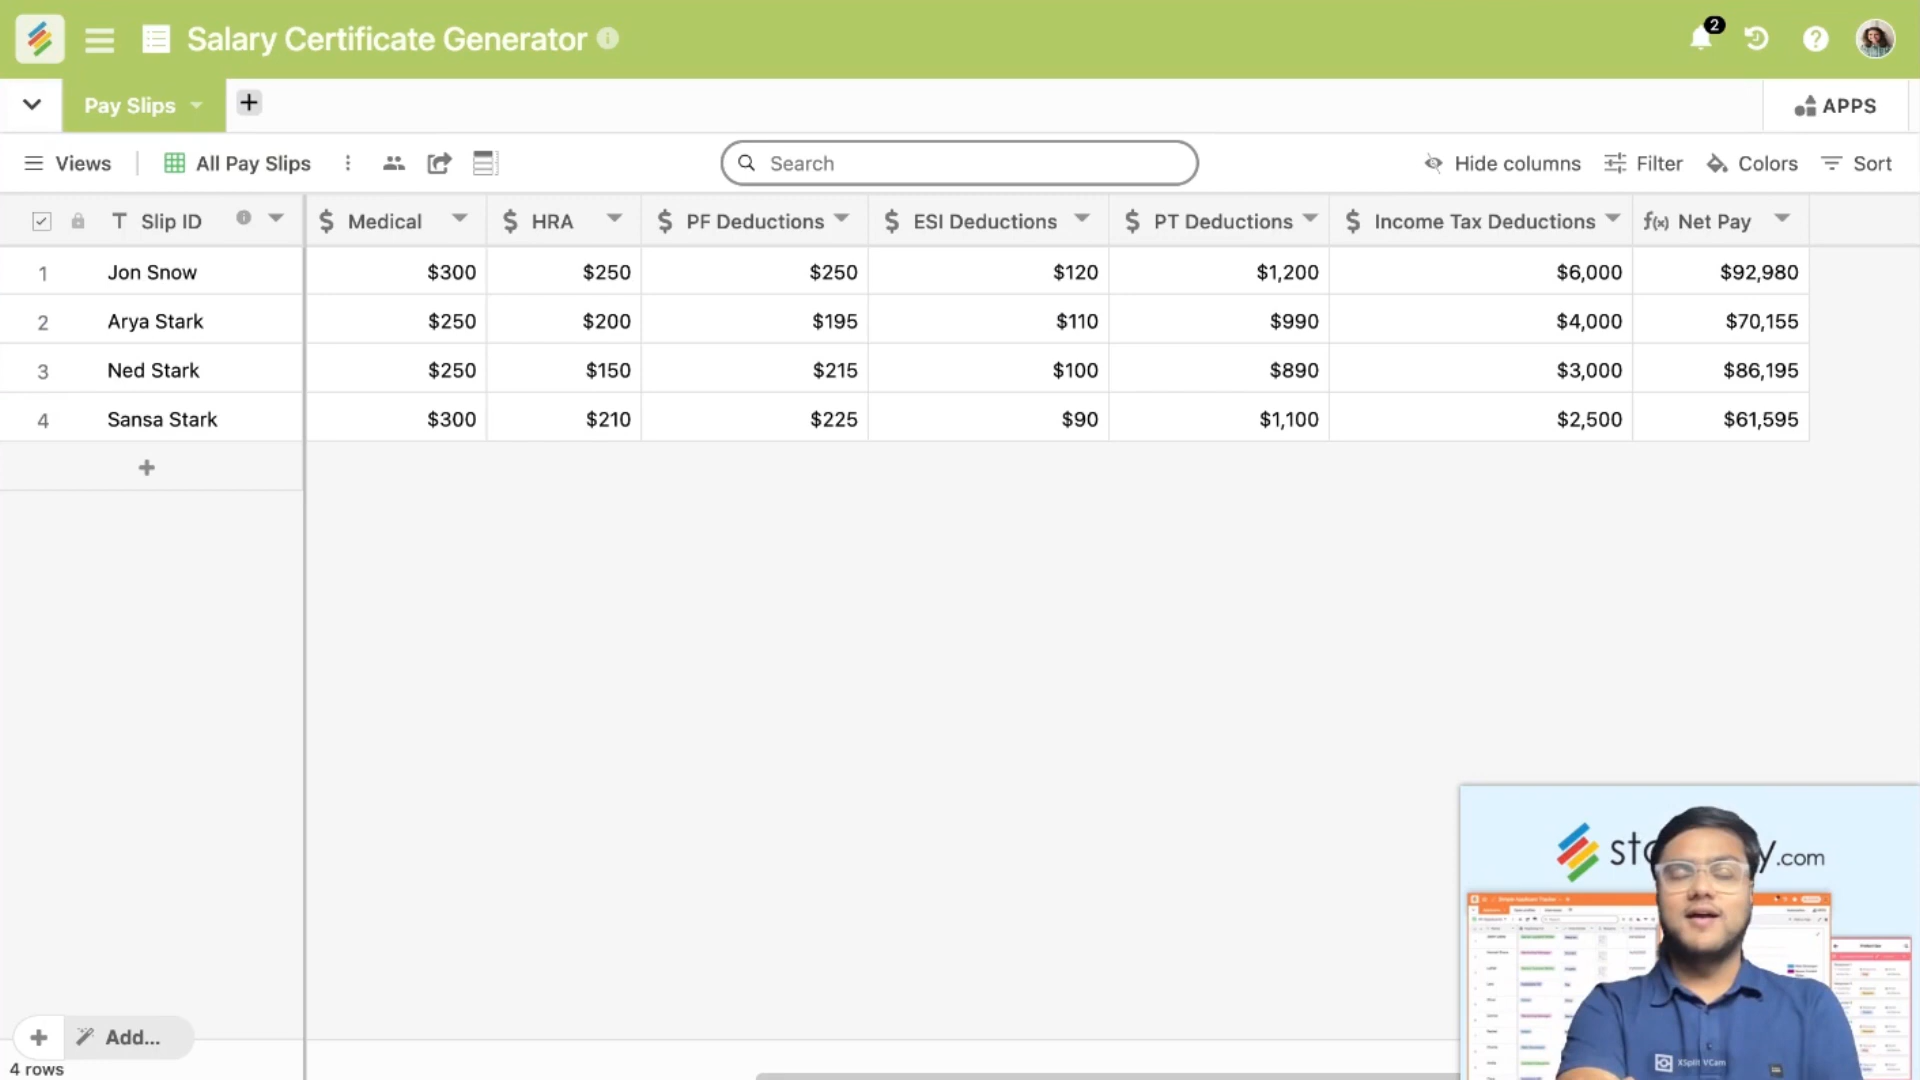 Salary Certificate Generator
2
Pay Slips
APPS
Views
All Pay Slips
Search
Hide columns
Filter
Colors
Sort
Slip ID Medical HRA PF Deductions ESI Deductions PT Deductions Income Tax Deductions f(x) Net Pay
1 Jon Snow $300 $250 $250 $120 $1,200 $6,000 $92,980
2 Arya Stark $250 $200 $195 $110 $990 $4,000 $70,155
3 Ned Stark $250 $150 $215 $100 $890 $3,000 $86,195
4 Sansa Stark $300 $210 $225 $90 $1,100 $2,500 $61,595
Add...
4 rows
.com
XSplit VCam